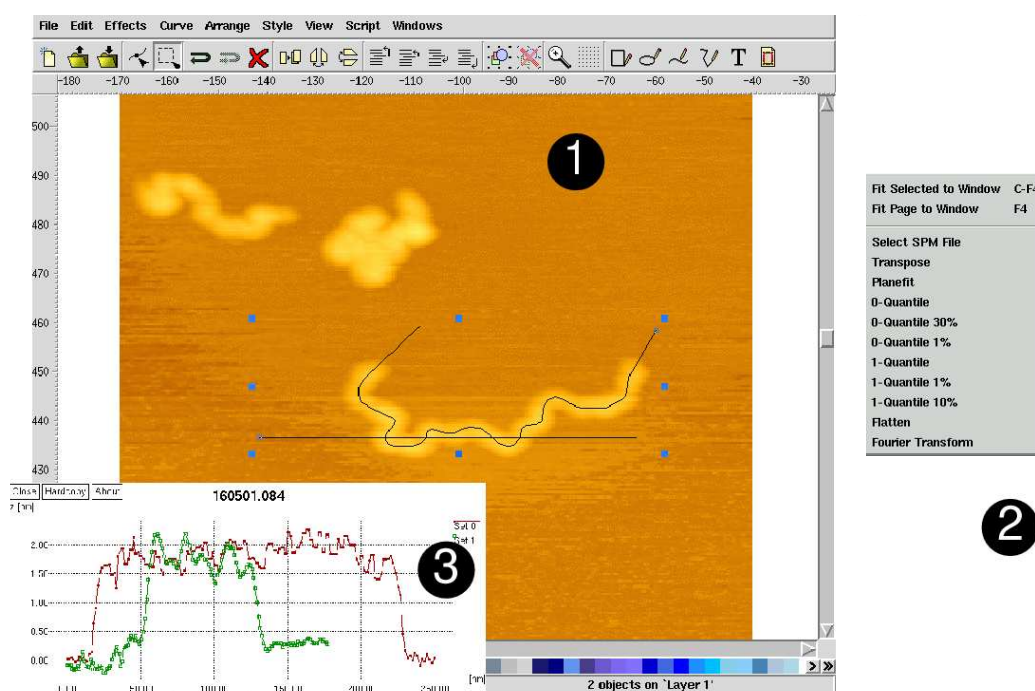 File Edit Effects Curve Arrange Style View Script Windows
T
-180 -170 -160 -150 -140 -130 -120 -110 -100 -90 -80 -70 -60 -50 -40 -30
500
490
480
470
460
450
440
430
1
Fit Selected to Window C-F4
Fit Page to Window F4
Select SPM File
Transpose
Planefit
0-Quantile
0-Quantile 30%
0-Quantile 1%
1-Quantile
1-Quantile 1%
1-Quantile 10%
Flatten
Fourier Transform
2
Close Hardcopy About
z [nm]
160501.084
Set 0
Set 1
3
2.00
1.50
1.00
0.50
0.00
[nm]
2 objects on `Layer 1'